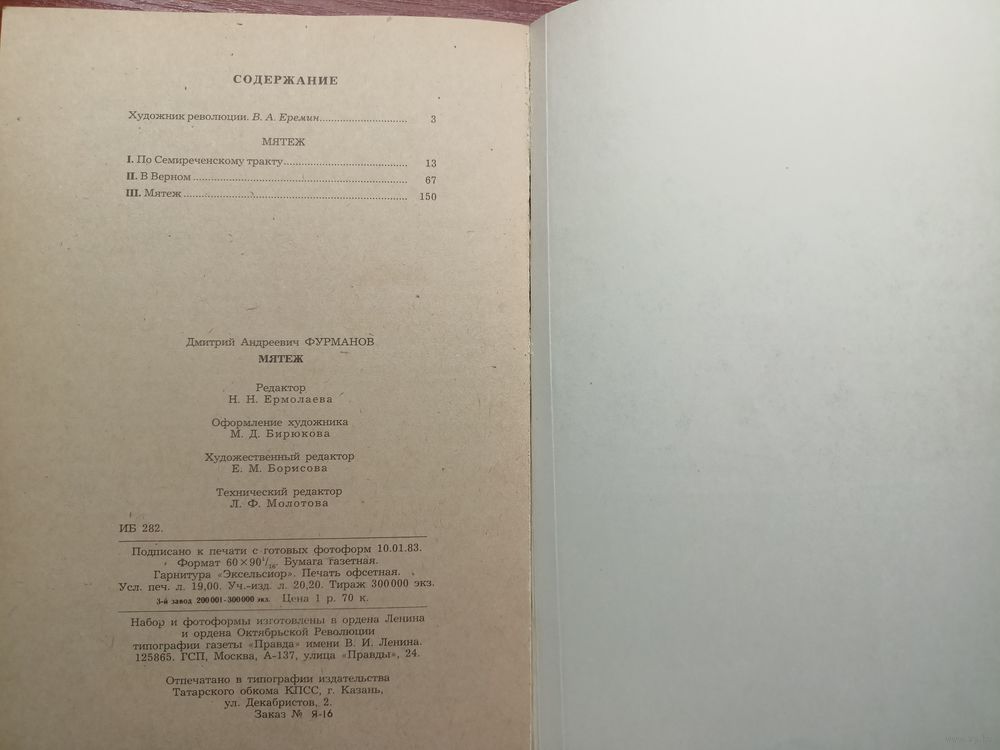 СОДЕРЖАНИЕ
Художник революции. В. А. Еремин............................. 3
МЯТЕЖ
I. По Семиреченскому тракту......................................... 13
II. В Верном...................................................................... 67
III. Мятеж......................................................................... 150
Дмитрий Андреевич ФУРМАНОВ
МЯТЕЖ
Редактор
Н. Н. Ермолаева
Оформление художника
М. Д. Бирюкова
Художественный редактор
Е. М. Борисова
Технический редактор
Л. Ф. Молотова
ИБ 282.
Подписано к печати с готовых фотоформ 10.01.83.
Формат 60×90¹/₁₆. Бумага газетная.
Гарнитура «Эксельсиор». Печать офсетная.
Усл. печ. л. 19,00. Уч.-изд. л. 20,20. Тираж 300 000 экз.
3-й завод 200 001-300 000 экз. Цена 1 р. 70 к.
Набор и фотоформы изготовлены в ордена Ленина
и ордена Октябрьской Революции
типографии газеты «Правда» имени В. И. Ленина.
125865. ГСП, Москва, А-137, улица «Правды», 24.
Отпечатано в типографии издательства
Татарского обкома КПСС, г. Казань,
ул. Декабристов, 2.
Заказ № Я-16